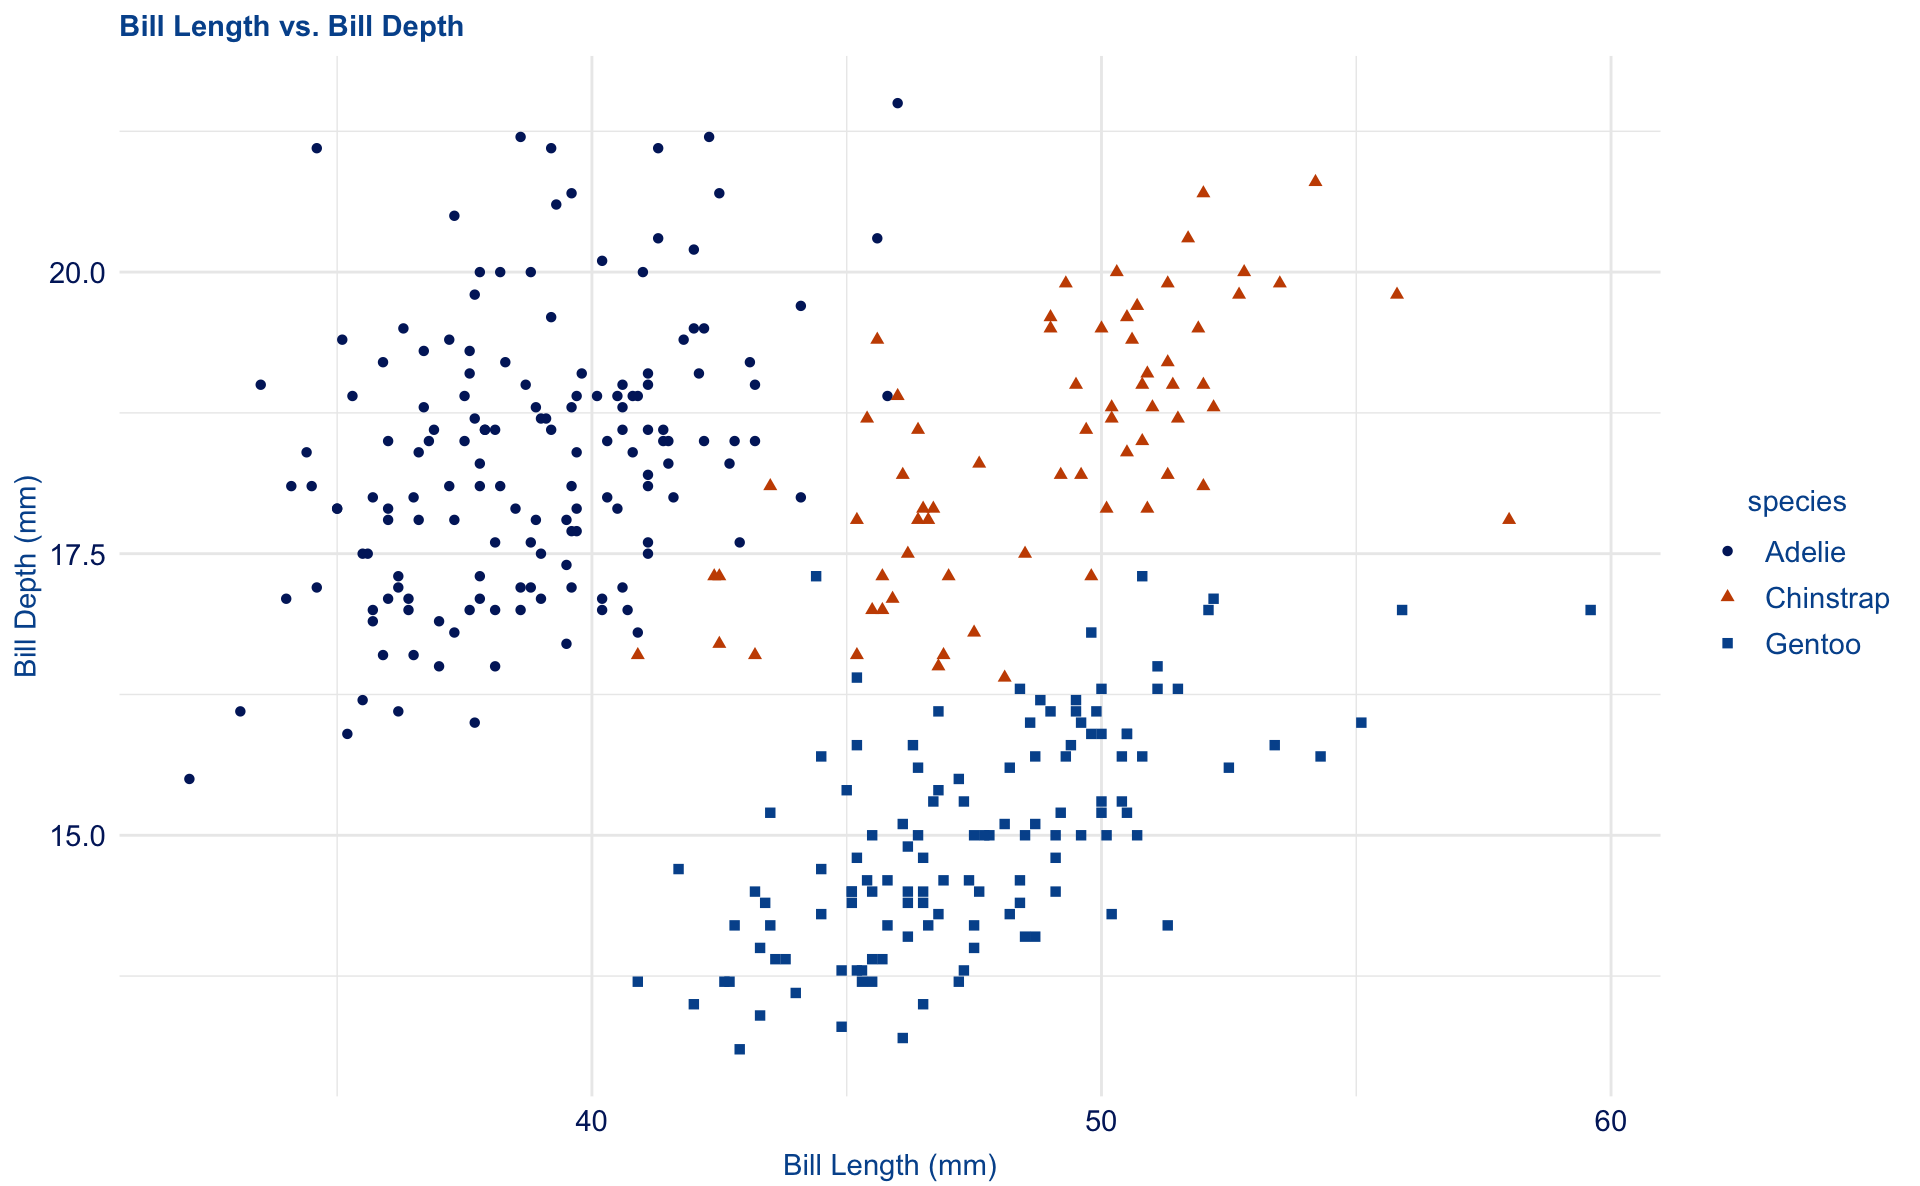 Bill Length vs. Bill Depth
20.0
17.5
15.0
Bill Depth (mm)
40
50
60
Bill Length (mm)
species
Adelie
Chinstrap
Gentoo